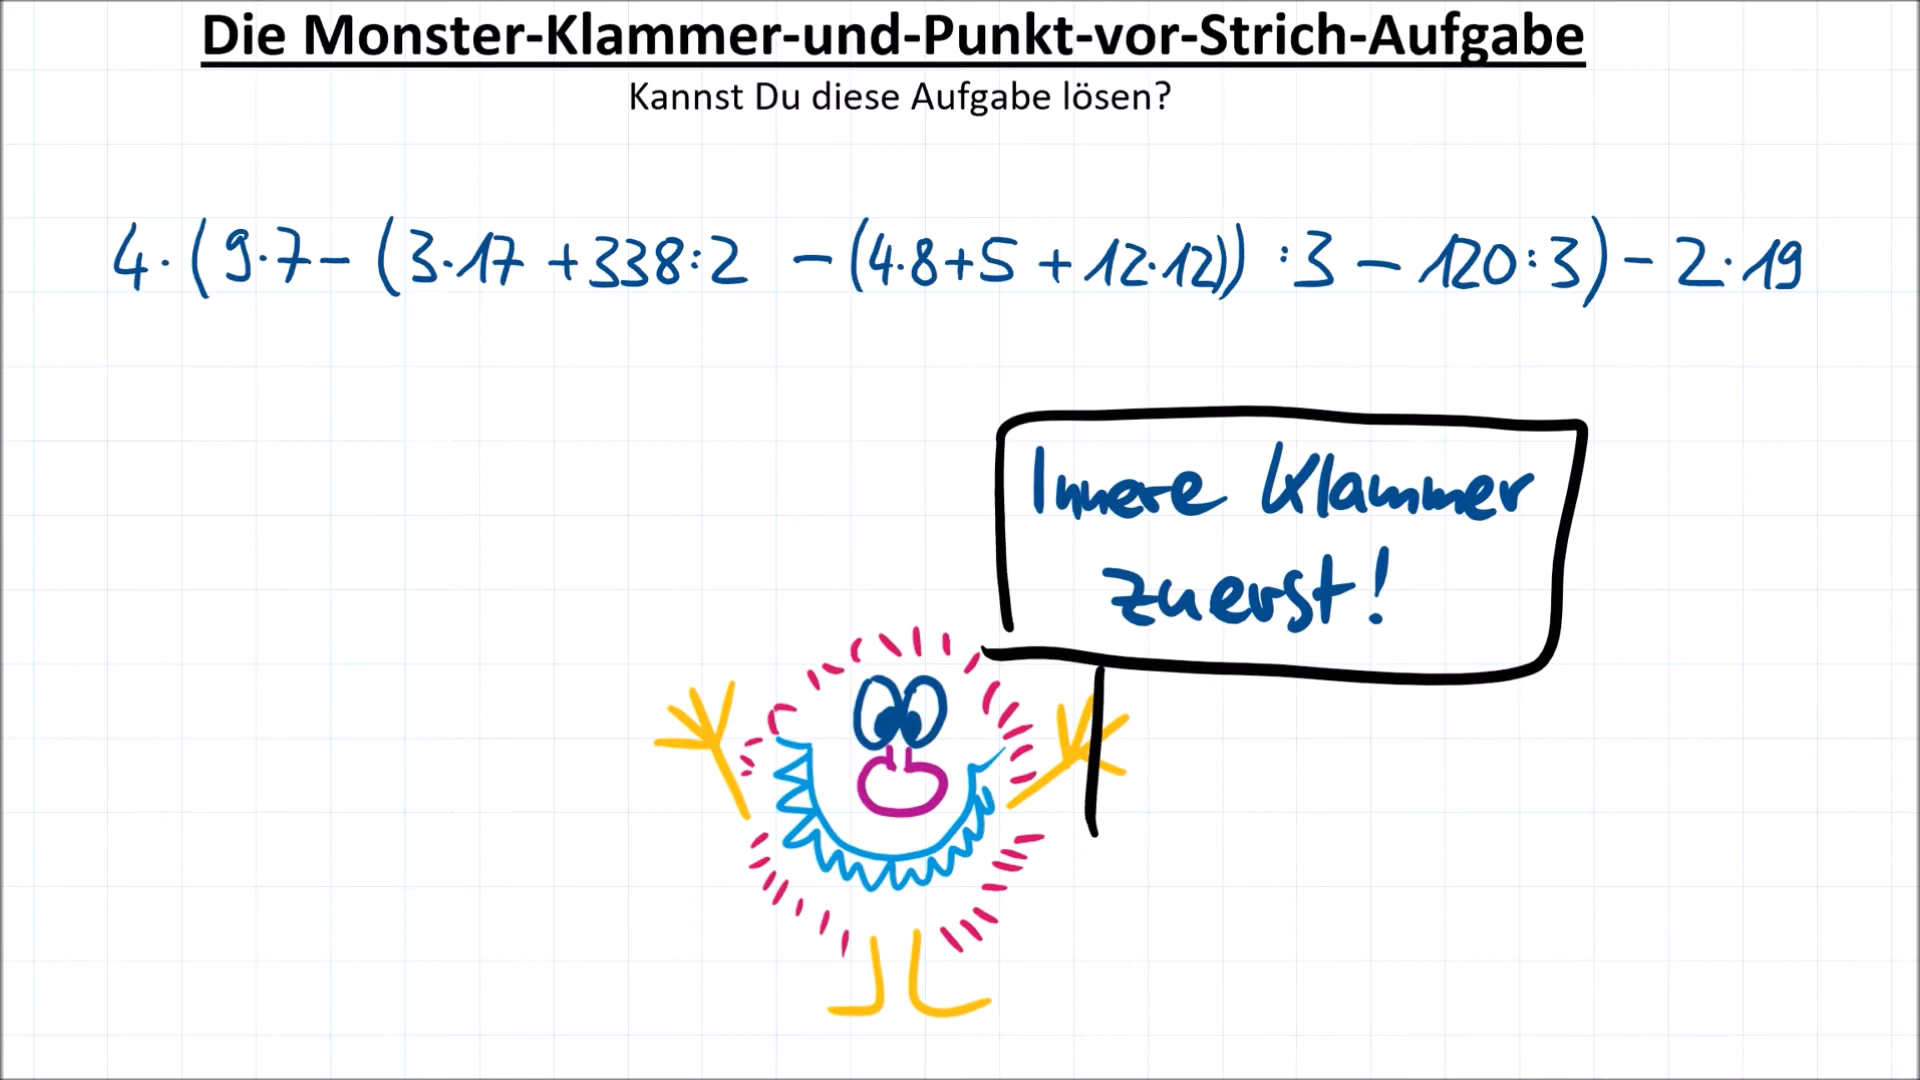 Die Monster-Klammer-und-Punkt-vor-Strich-Aufgabe
Kannst Du diese Aufgabe lösen?
4·(9·7-(3·17+338:2-(4·8+5+12·12)):3-120:3)-2·19
Innere Klammer
zuerst!